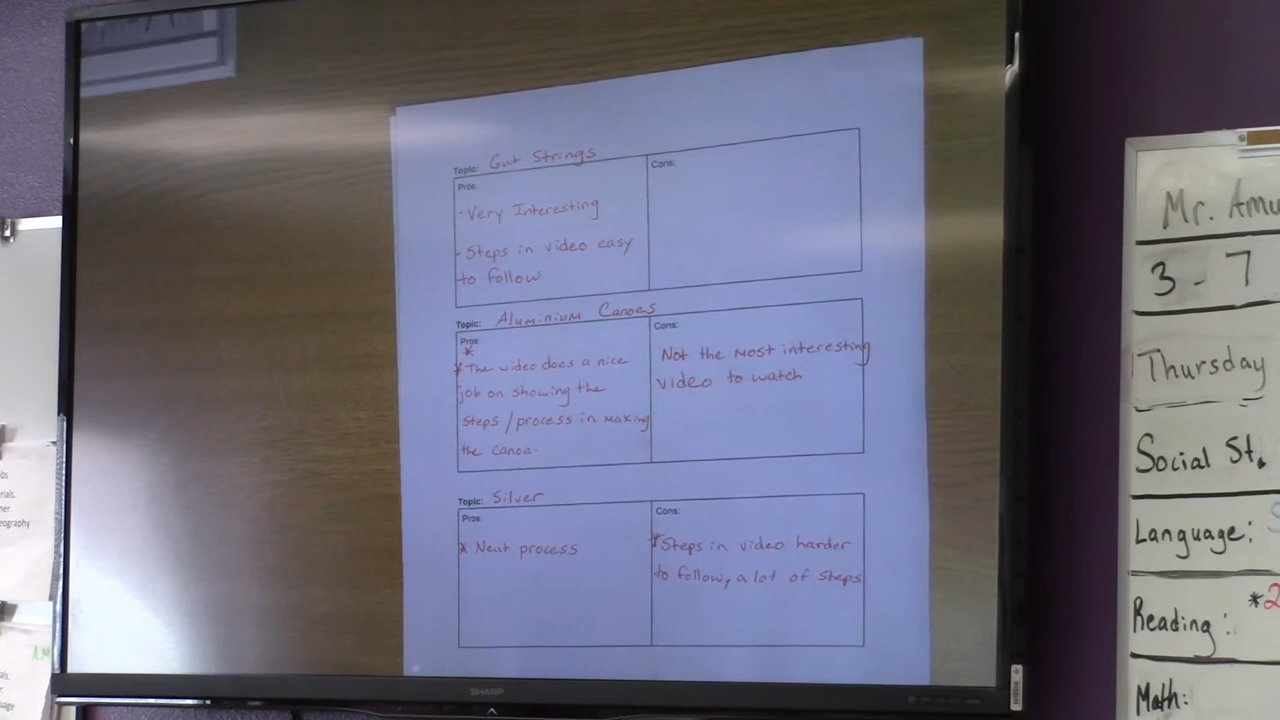 Topic: Gut Strings
Pros:
- Very Interesting
- Steps in video easy
to follow
Cons:
Topic: Aluminium Canoes
Pros
*
* The video does a nice
job on showing the
steps/process in making
the canoe.
Cons:
Not the most interesting
video to watch
Topic: Silver
Pros:
* Neat process
Cons:
* Steps in video harder
to follow, a lot of steps
SHARP
Mr. Amu
3 - 7
Thursday
Social St.
Language:
Reading: *2
Math:
eography